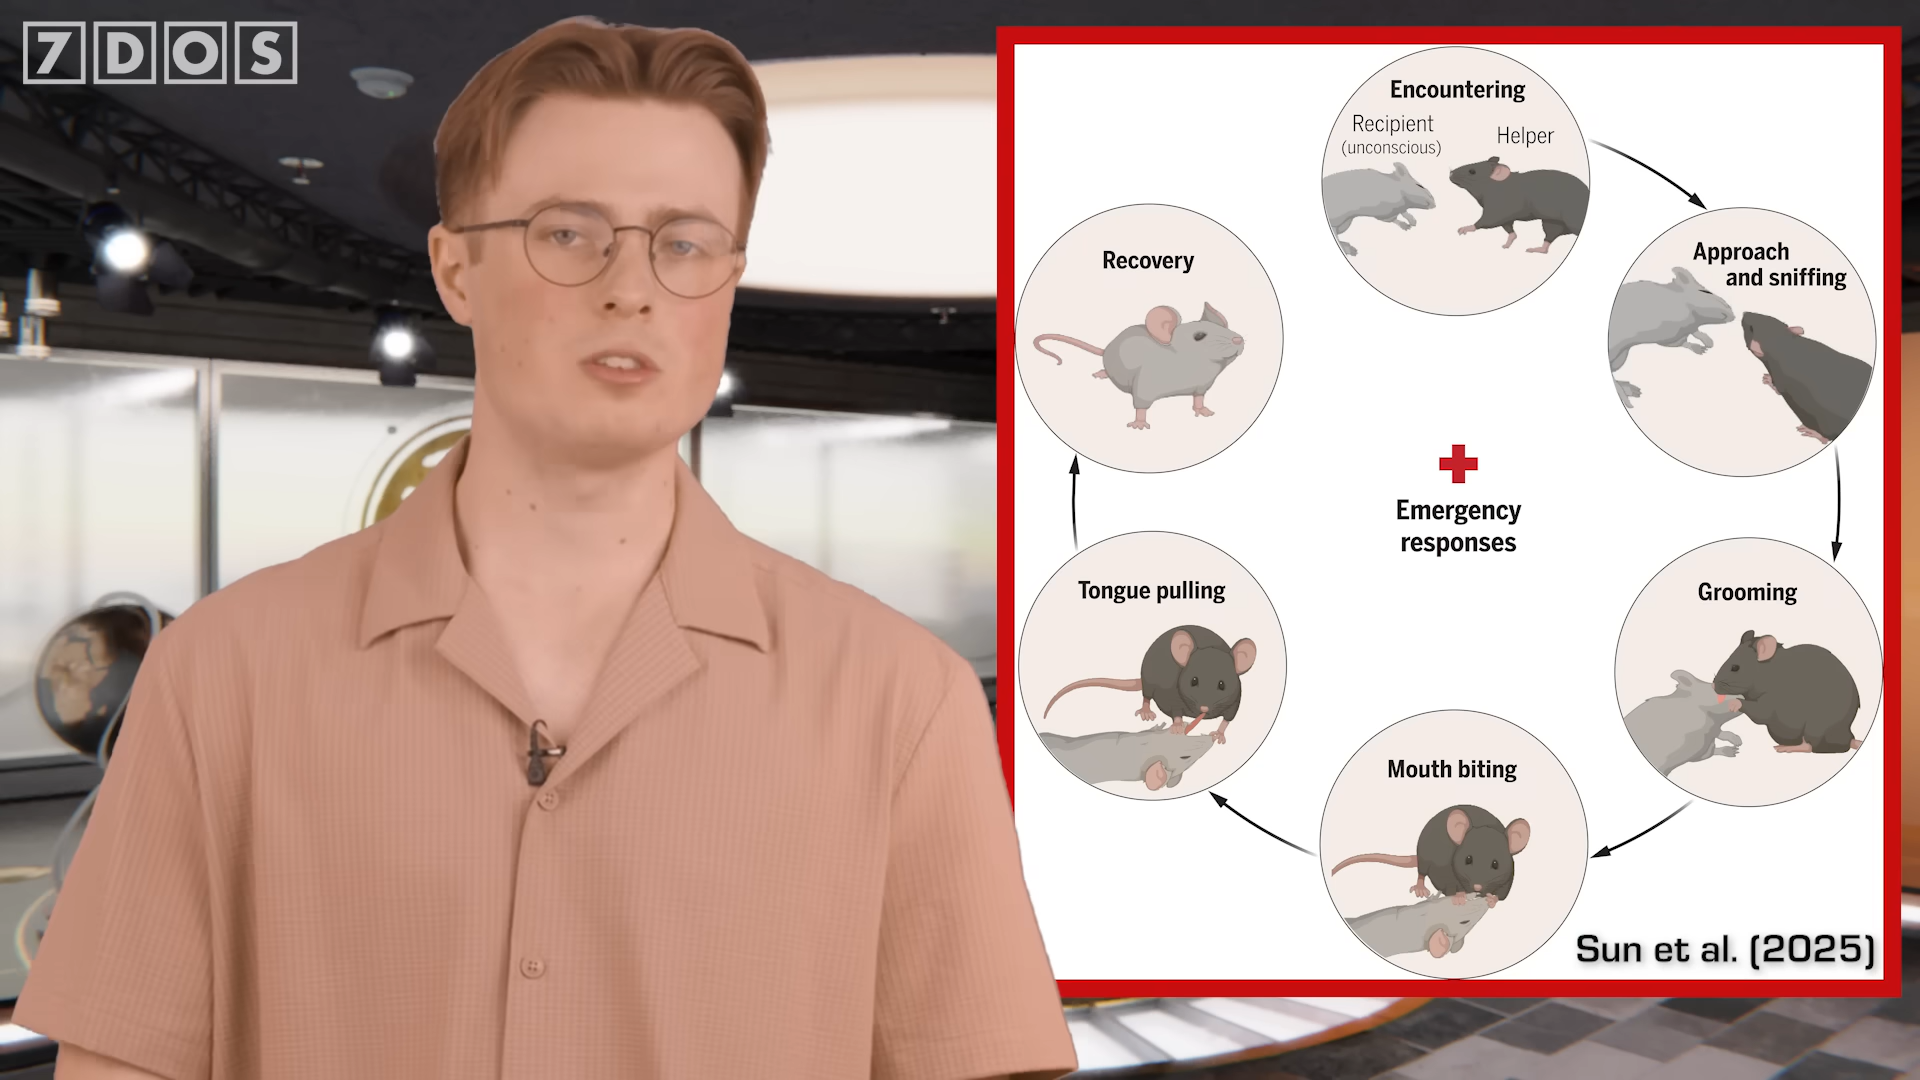 7DOS
Encountering
Recipient
(unconscious)
Helper
Approach
and sniffing
Recovery
Emergency
responses
Tongue pulling
Grooming
Mouth biting
Sun et al. (2025)